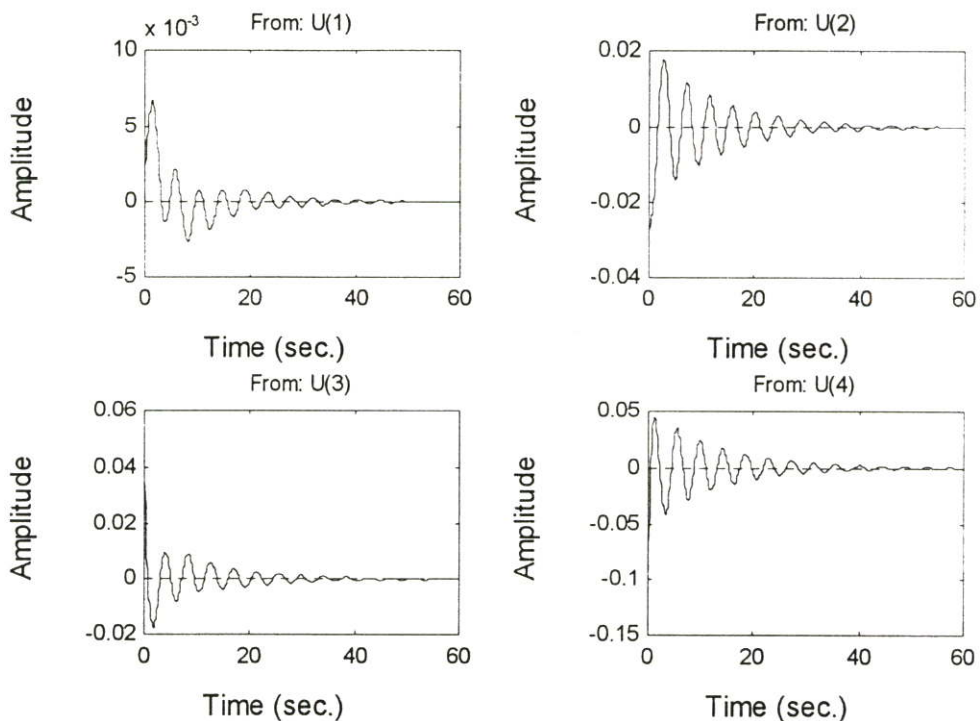 From: U(1)
x 10^-3
10
5
0
-5
Amplitude
0 20 40 60
Time (sec.)
From: U(2)
0.02
0
-0.02
-0.04
Amplitude
0 20 40 60
Time (sec.)
From: U(3)
0.06
0.04
0.02
0
-0.02
Amplitude
0 20 40 60
Time (sec.)
From: U(4)
0.05
0
-0.05
-0.1
-0.15
Amplitude
0 20 40 60
Time (sec.)